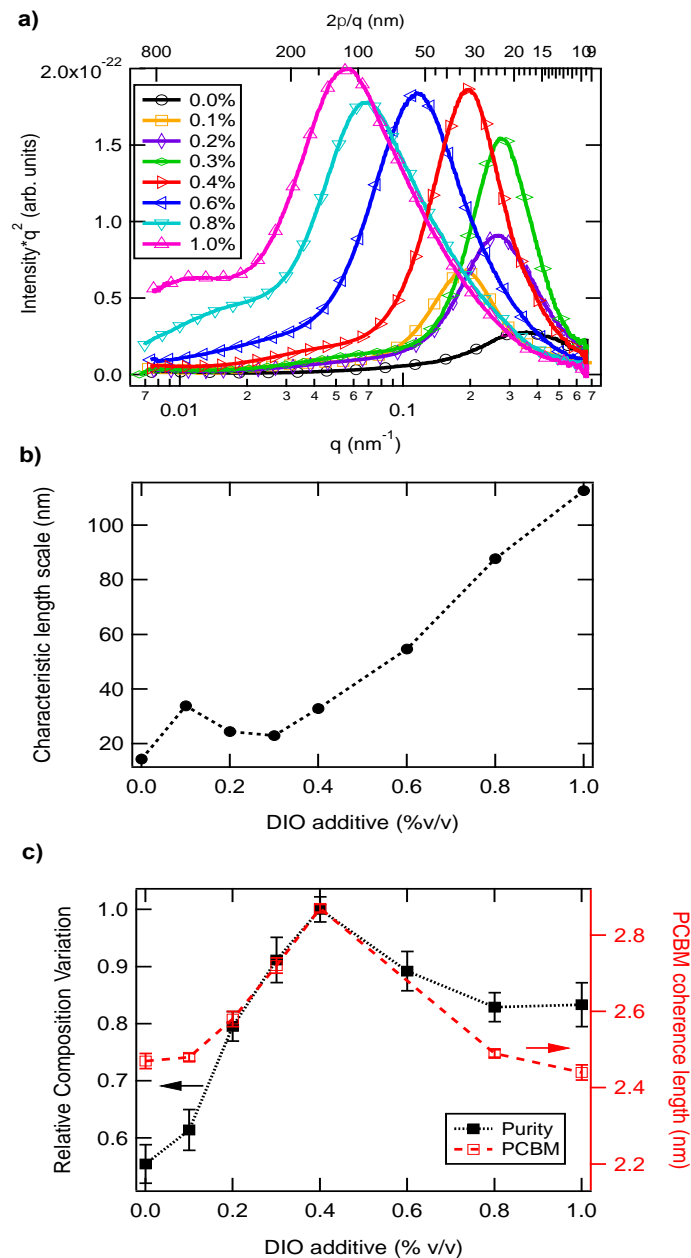 a)
2p/q (nm)
800 200 100 50 30 20 15 10 9
2.0x10⁻²²
1.5
1.0
0.5
0.0
Intensity*q² (arb. units)
0.0%
0.1%
0.2%
0.3%
0.4%
0.6%
0.8%
1.0%
7 2 3 4 5 6 7 2 3 4 5 6 7
0.01 0.1
q (nm⁻¹)
b)
Characteristic length scale (nm)
100
80
60
40
20
0.0 0.2 0.4 0.6 0.8 1.0
DIO additive (%v/v)
c)
Relative Composition Variation
1.0
0.9
0.8
0.7
0.6
PCBM coherence length (nm)
2.8
2.6
2.4
2.2
Purity
PCBM
0.0 0.2 0.4 0.6 0.8 1.0
DIO additive (% v/v)